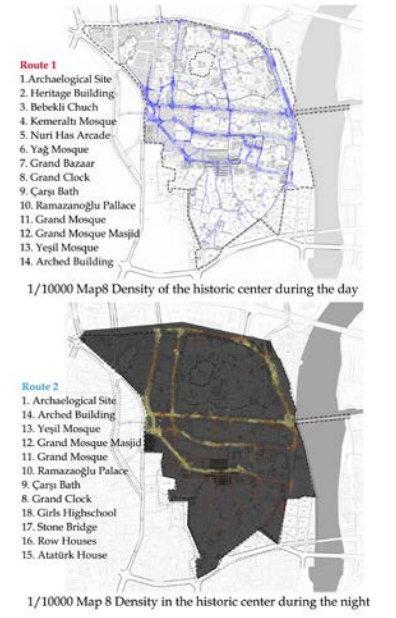 Route 1
1.Archaelogical Site
2. Heritage Building
3. Bebekli Chuch
4. Kemeraltı Mosque
5. Nuri Has Arcade
6. Yağ Mosque
7. Grand Bazaar
8. Grand Clock
9. Çarşı Bath
10. Ramazanoğlu Pallace
11. Grand Mosque
12. Grand Mosque Masjid
13. Yeşil Mosque
14. Arched Building
1/10000 Map8 Density of the historic center during the day
Route 2
1. Archaelogical Site
14. Arched Building
13. Yeşil Mosque
12. Grand Mosque Masjid
11. Grand Mosque
10. Ramazaoğlu Palace
9. Çarşı Bath
8. Grand Clock
18. Girls Highschool
17. Stone Bridge
16. Row Houses
15. Atatürk House
1/10000 Map 8 Density in the historic center during the night